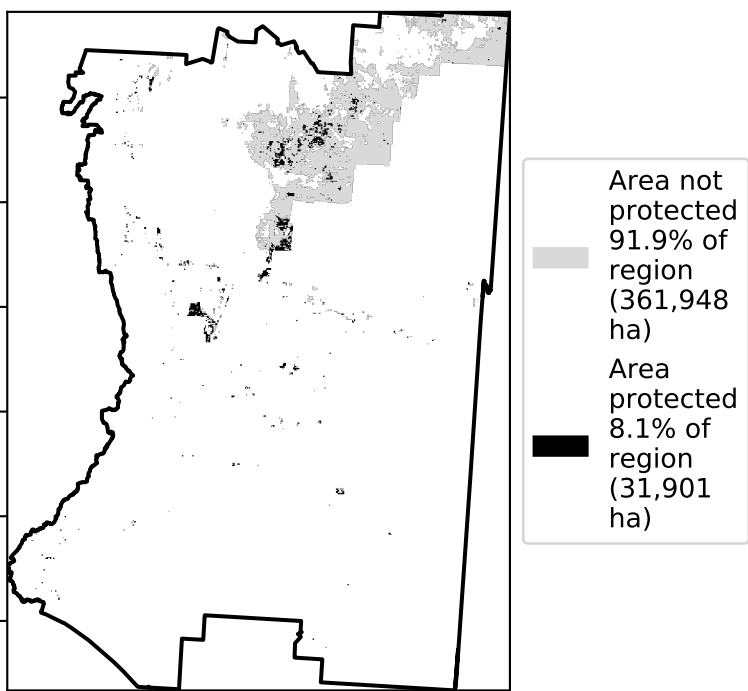 Area not
protected
91.9% of
region
(361,948
ha)
Area
protected
8.1% of
region
(31,901
ha)